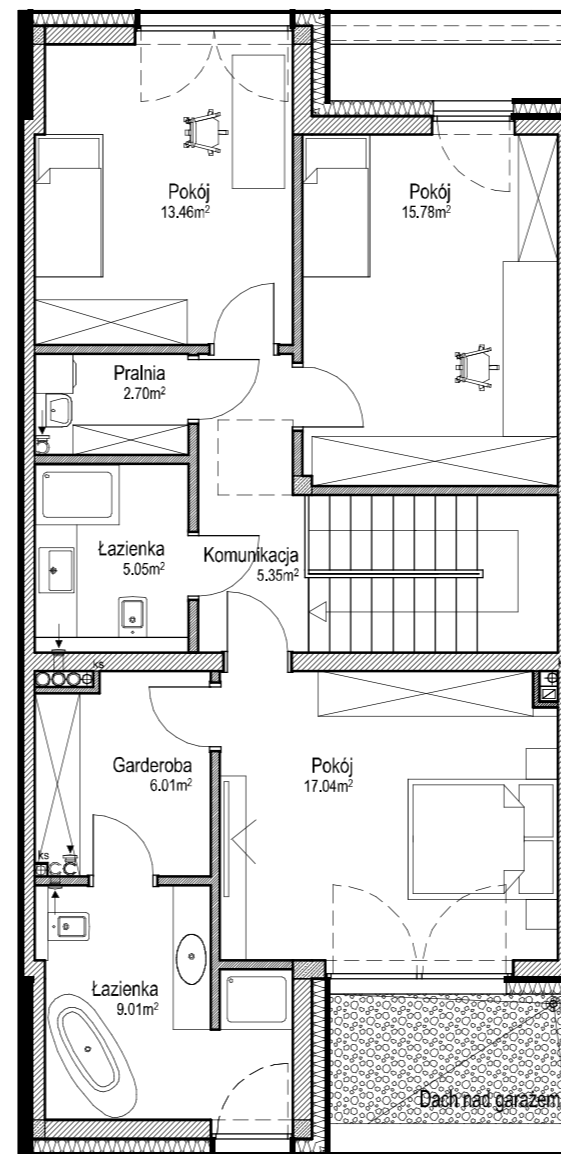 Pokój
13.46m²
Pokój
15.78m²
Pralnia
2.70m²
Łazienka
5.05m²
Komunikacja
5.35m²
ks
Garderoba
6.01m²
Pokój
17.04m²
ks
Łazienka
9.01m²
Dach nad garażem